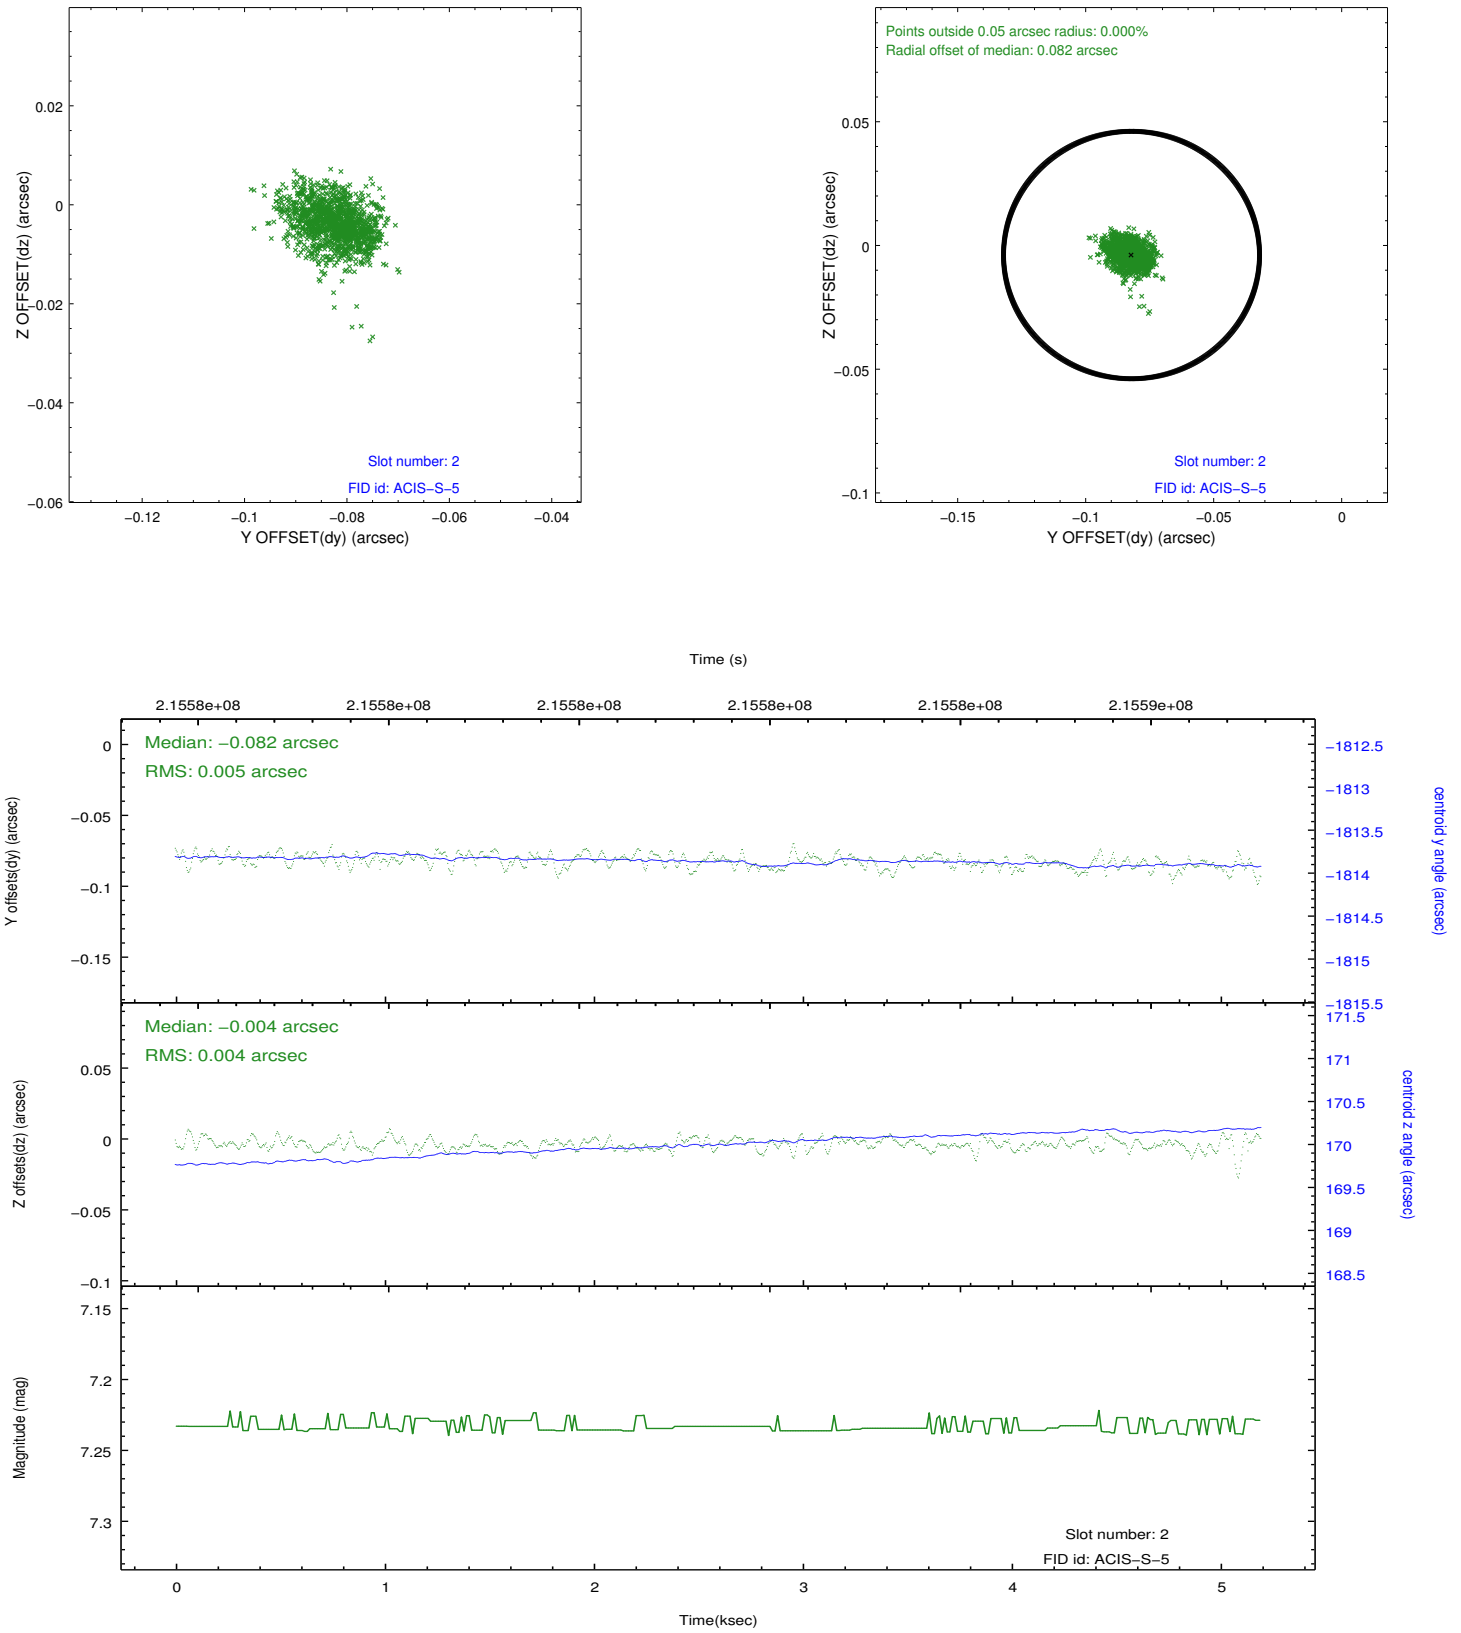 0.02
0
−0.02
−0.04
−0.06
Z OFFSET(dz) (arcsec)
Slot number: 2
FID id: ACIS−S−5
−0.12
−0.1
−0.08
−0.06
−0.04
Y OFFSET(dy) (arcsec)
Points outside 0.05 arcsec radius: 0.000%
Radial offset of median: 0.082 arcsec
0.05
0
−0.05
−0.1
Z OFFSET(dz) (arcsec)
Slot number: 2
FID id: ACIS−S−5
−0.15
−0.1
−0.05
0
Y OFFSET(dy) (arcsec)
Time (s)
2.1558e+08
2.1558e+08
2.1558e+08
2.1558e+08
2.1558e+08
2.1559e+08
Median: −0.082 arcsec
RMS: 0.005 arcsec
0
−0.05
−0.1
−0.15
Y offsets(dy) (arcsec)
−1812.5
−1813
−1813.5
−1814
−1814.5
−1815
−1815.5
centroid y angle (arcsec)
Median: −0.004 arcsec
RMS: 0.004 arcsec
0.05
0
−0.05
−0.1
Z offsets(dz) (arcsec)
171.5
171
170.5
170
169.5
169
168.5
centroid z angle (arcsec)
7.15
7.2
7.25
7.3
Magnitude (mag)
Slot number: 2
FID id: ACIS−S−5
0
1
2
3
4
5
Time(ksec)